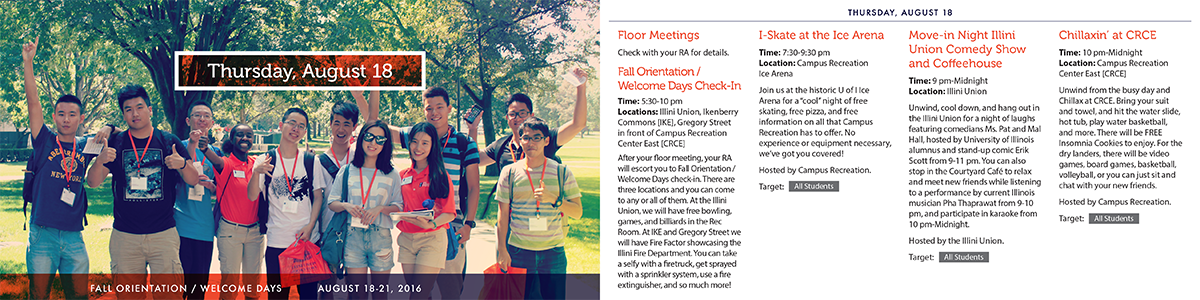 Thursday, August 18
FALL ORIENTATION / WELCOME DAYS AUGUST 18-21, 2016
THURSDAY, AUGUST 18
Floor Meetings
Check with your RA for details.
Fall Orientation /
Welcome Days Check-In
Time: 5:30-10 pm
Locations: Illini Union, Ikenberry
Commons [IKE], Gregory Street
in front of Campus Recreation
Center East [CRCE]
After your floor meeting, your RA
will escort you to Fall Orientation /
Welcome Days check-in. There are
three locations and you can come
to any or all of them. At the Illini
Union, we will have free bowling,
games, and billiards in the Rec
Room. At IKE and Gregory Street we
will have Fire Factor showcasing the
Illini Fire Department. You can take
a selfy with a firetruck, get sprayed
with a sprinkler system, use a fire
extinguisher, and so much more!
I-Skate at the Ice Arena
Time: 7:30-9:30 pm
Location: Campus Recreation
Ice Arena
Join us at the historic U of I Ice
Arena for a “cool” night of free
skating, free pizza, and free
information on all that Campus
Recreation has to offer. No
experience or equipment necessary,
we’ve got you covered!
Hosted by Campus Recreation.
Target: All Students
Move-in Night Illini
Union Comedy Show
and Coffeehouse
Time: 9 pm-Midnight
Location: Illini Union
Unwind, cool down, and hang out in
the Illini Union for a night of laughs
featuring comedians Ms. Pat and Mal
Hall, hosted by University of Illinois
alumnus and stand-up comic Erik
Scott from 9-11 pm. You can also
stop in the Courtyard Café to relax
and meet new friends while listening
to a performance by current Illinois
musician Pha Thaprawat from 9-10
pm, and participate in karaoke from
10 pm-Midnight.
Hosted by the Illini Union.
Target: All Students
Chillaxin’ at CRCE
Time: 10 pm-Midnight
Location: Campus Recreation
Center East [CRCE]
Unwind from the busy day and
Chillax at CRCE. Bring your suit
and towel, and hit the water slide,
hot tub, play water basketball,
and more. There will be FREE
Insomnia Cookies to enjoy. For the
dry landers, there will be video
games, board games, basketball,
volleyball, or you can just sit and
chat with your new friends.
Hosted by Campus Recreation.
Target: All Students